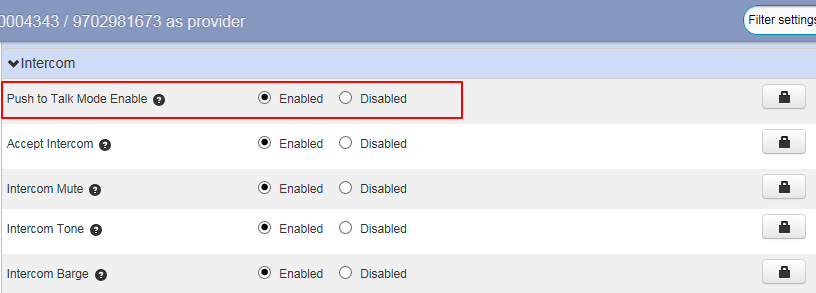 0004343 / 9702981673 as provider
Filter settings
Intercom
Push to Talk Mode Enable ? Enabled Disabled
Accept Intercom ? Enabled Disabled
Intercom Mute ? Enabled Disabled
Intercom Tone ? Enabled Disabled
Intercom Barge ? Enabled Disabled